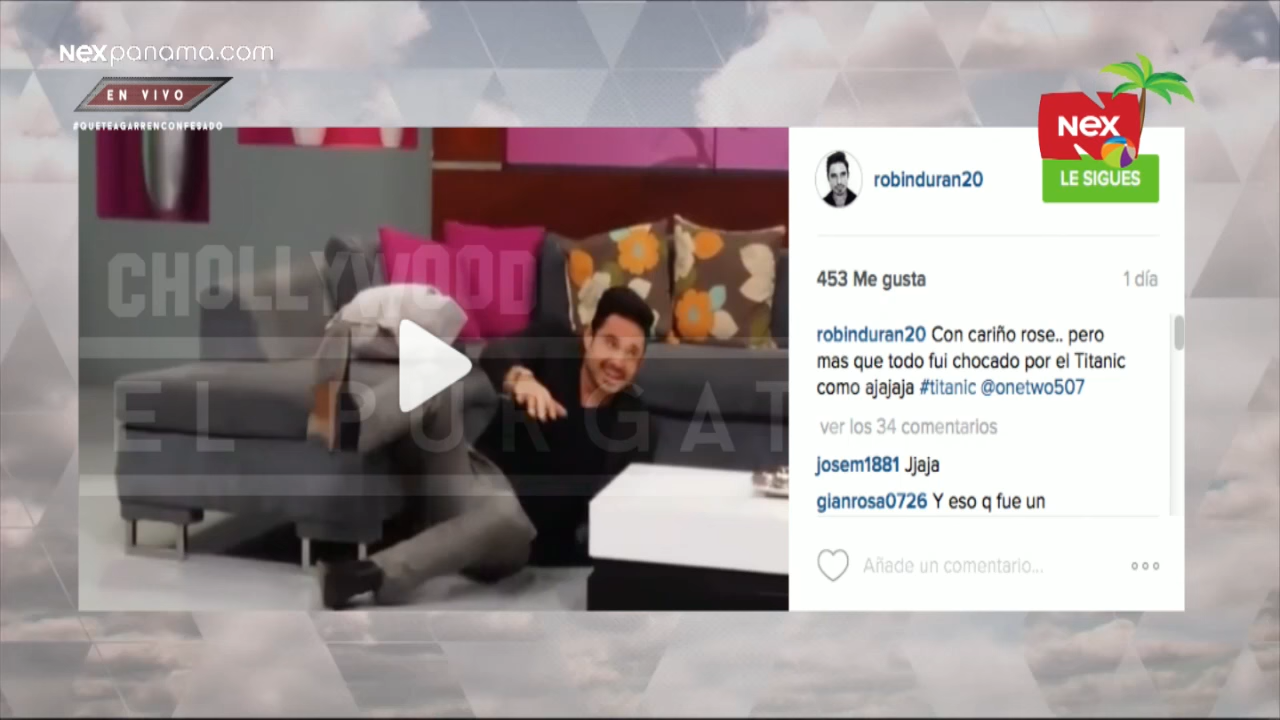 NEXpanama.com
EN VIVO
#QUETEAGARRENCONFESADO
Nex
robinduran20
LE SIGUES
CHOLLYWOOD
EL PURGAT
453 Me gusta
1 día
robinduran20 Con cariño rose.. pero
mas que todo fui chocado por el Titanic
como ajajaja #titanic @onetwo507
ver los 34 comentarios
josem1881 Jjaja
gianrosa0726 Y eso q fue un
Añade un comentario...